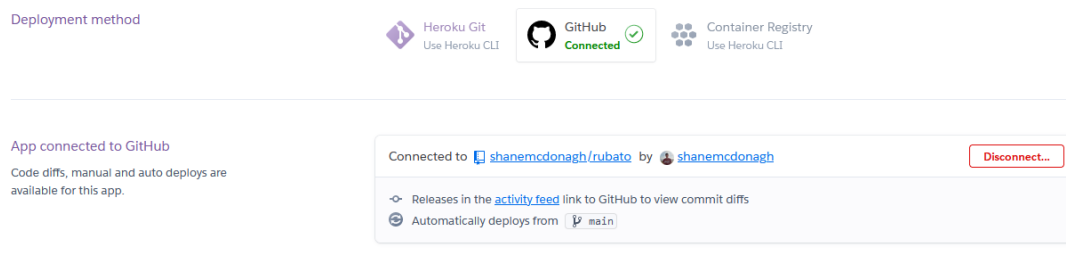 Deployment method
Heroku Git
Use Heroku CLI
GitHub
Connected
Container Registry
Use Heroku CLI
App connected to GitHub
Code diffs, manual and auto deploys are
available for this app.
Connected to shanemcdonagh/rubato by shanemcdonagh
Disconnect...
Releases in the activity feed link to GitHub to view commit diffs
Automatically deploys from main